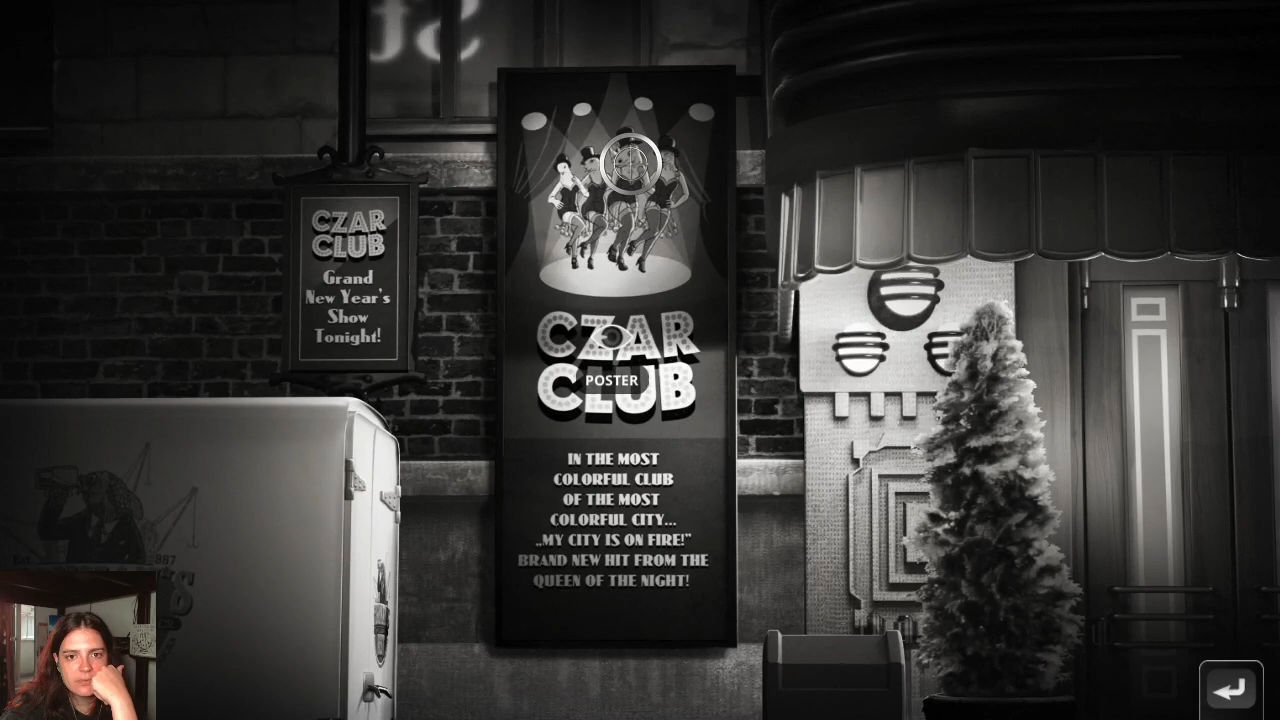 CZAR
CLUB
Grand
New Year's
Show
Tonight!
CZAR
CLUB
POSTER
IN THE MOST
COLORFUL CLUB
OF THE MOST
COLORFUL CITY...
„MY CITY IS ON FIRE!”
BRAND NEW HIT FROM THE
QUEEN OF THE NIGHT!
887